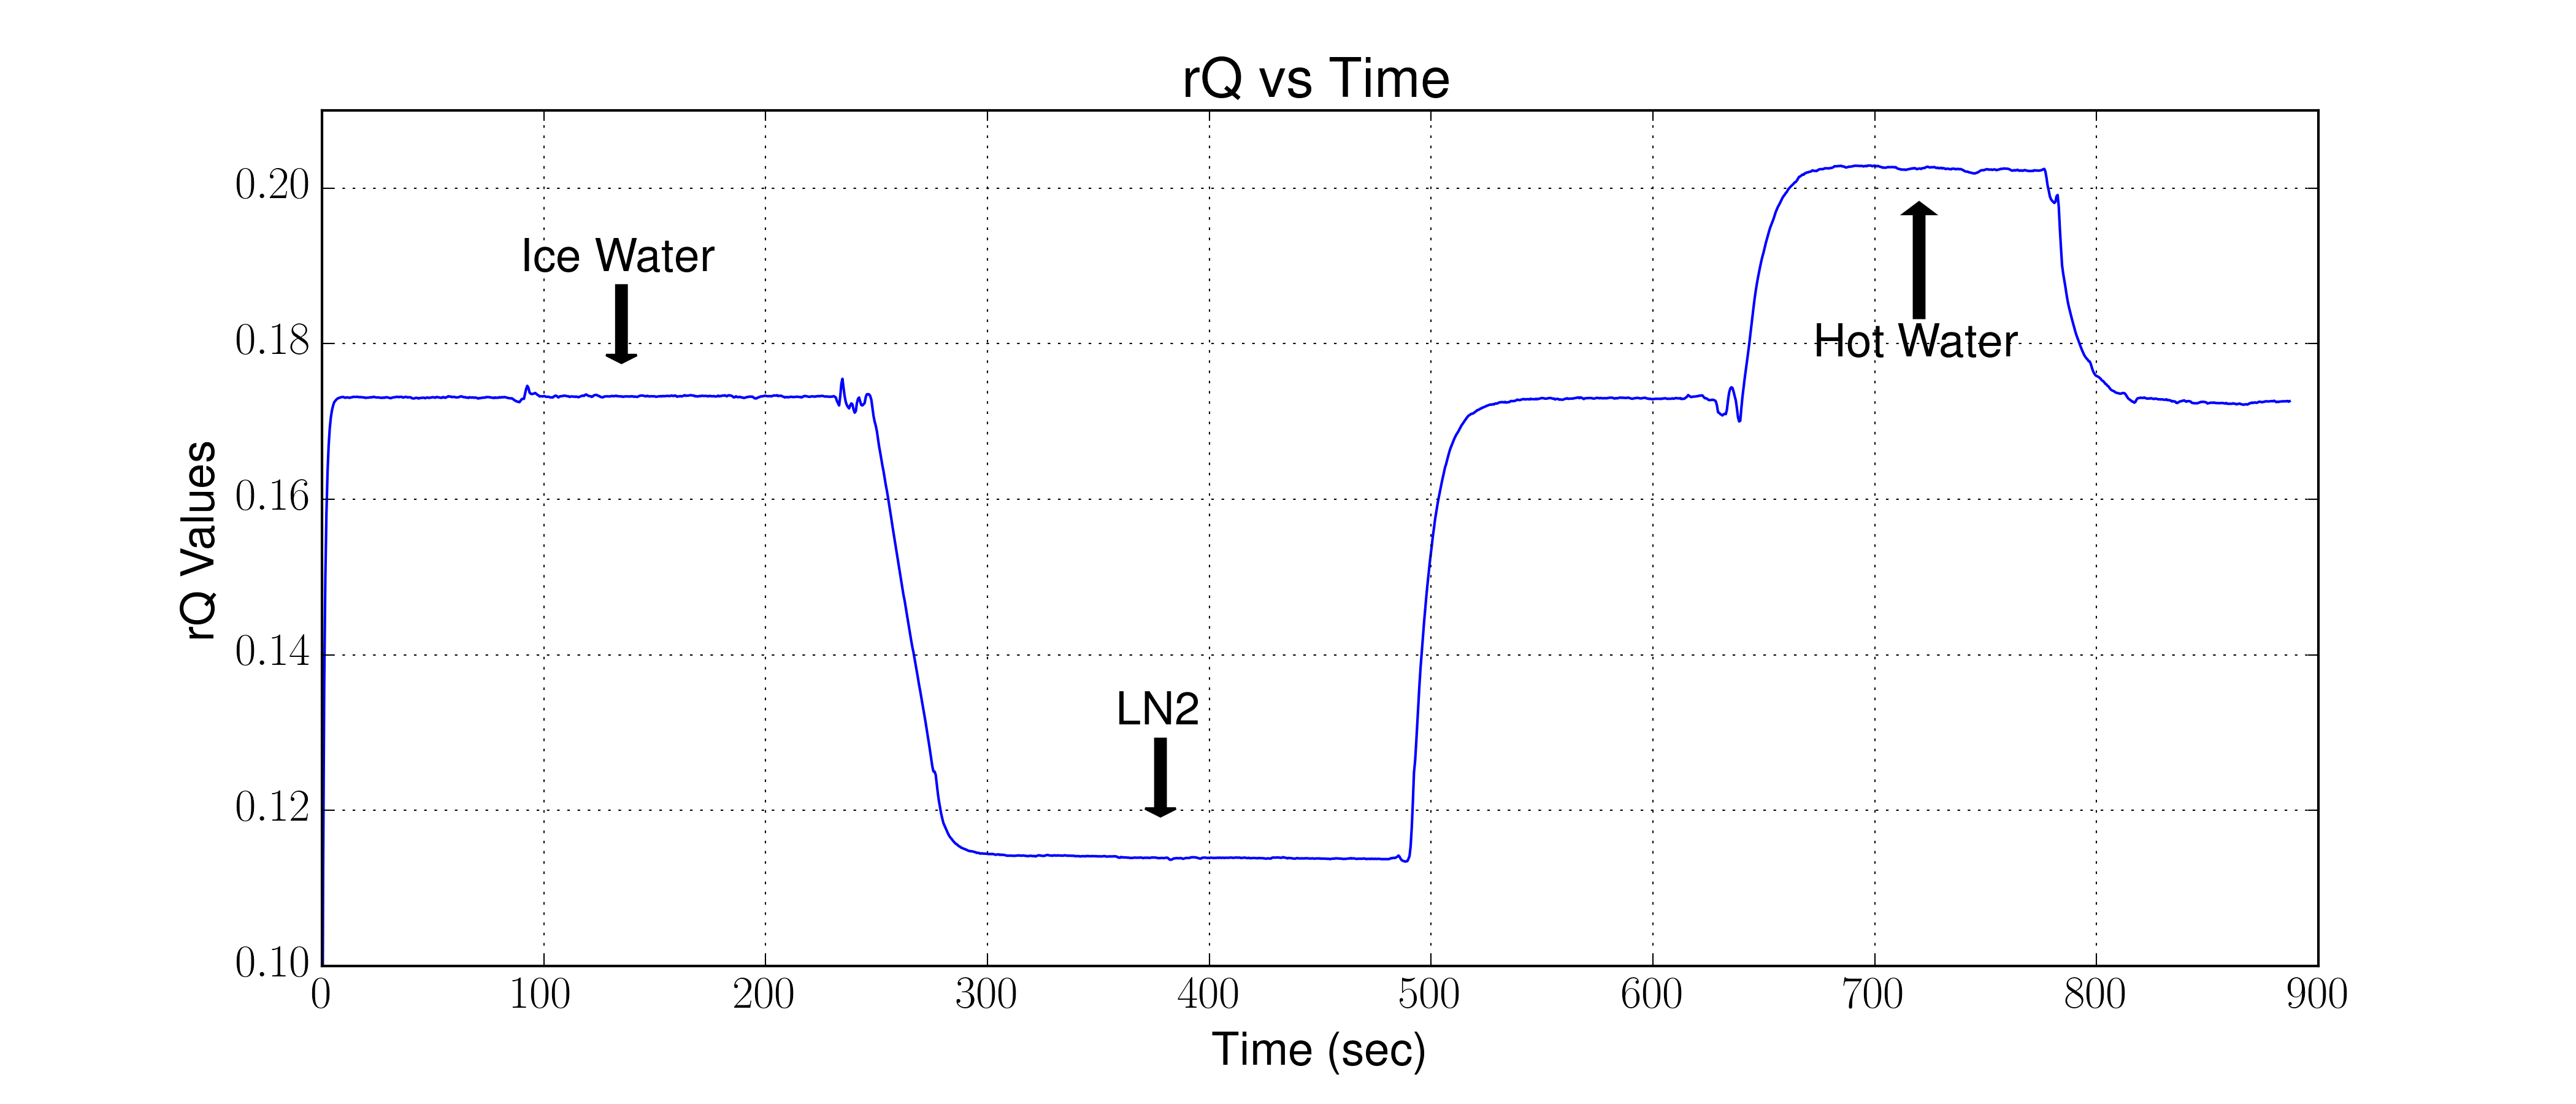 rQ vs Time
0.20
Ice Water
0.18
Hot Water
rQ Values
0.16
0.14
LN2
0.12
0.10
0 100 200 300 400 500 600 700 800 900
Time (sec)